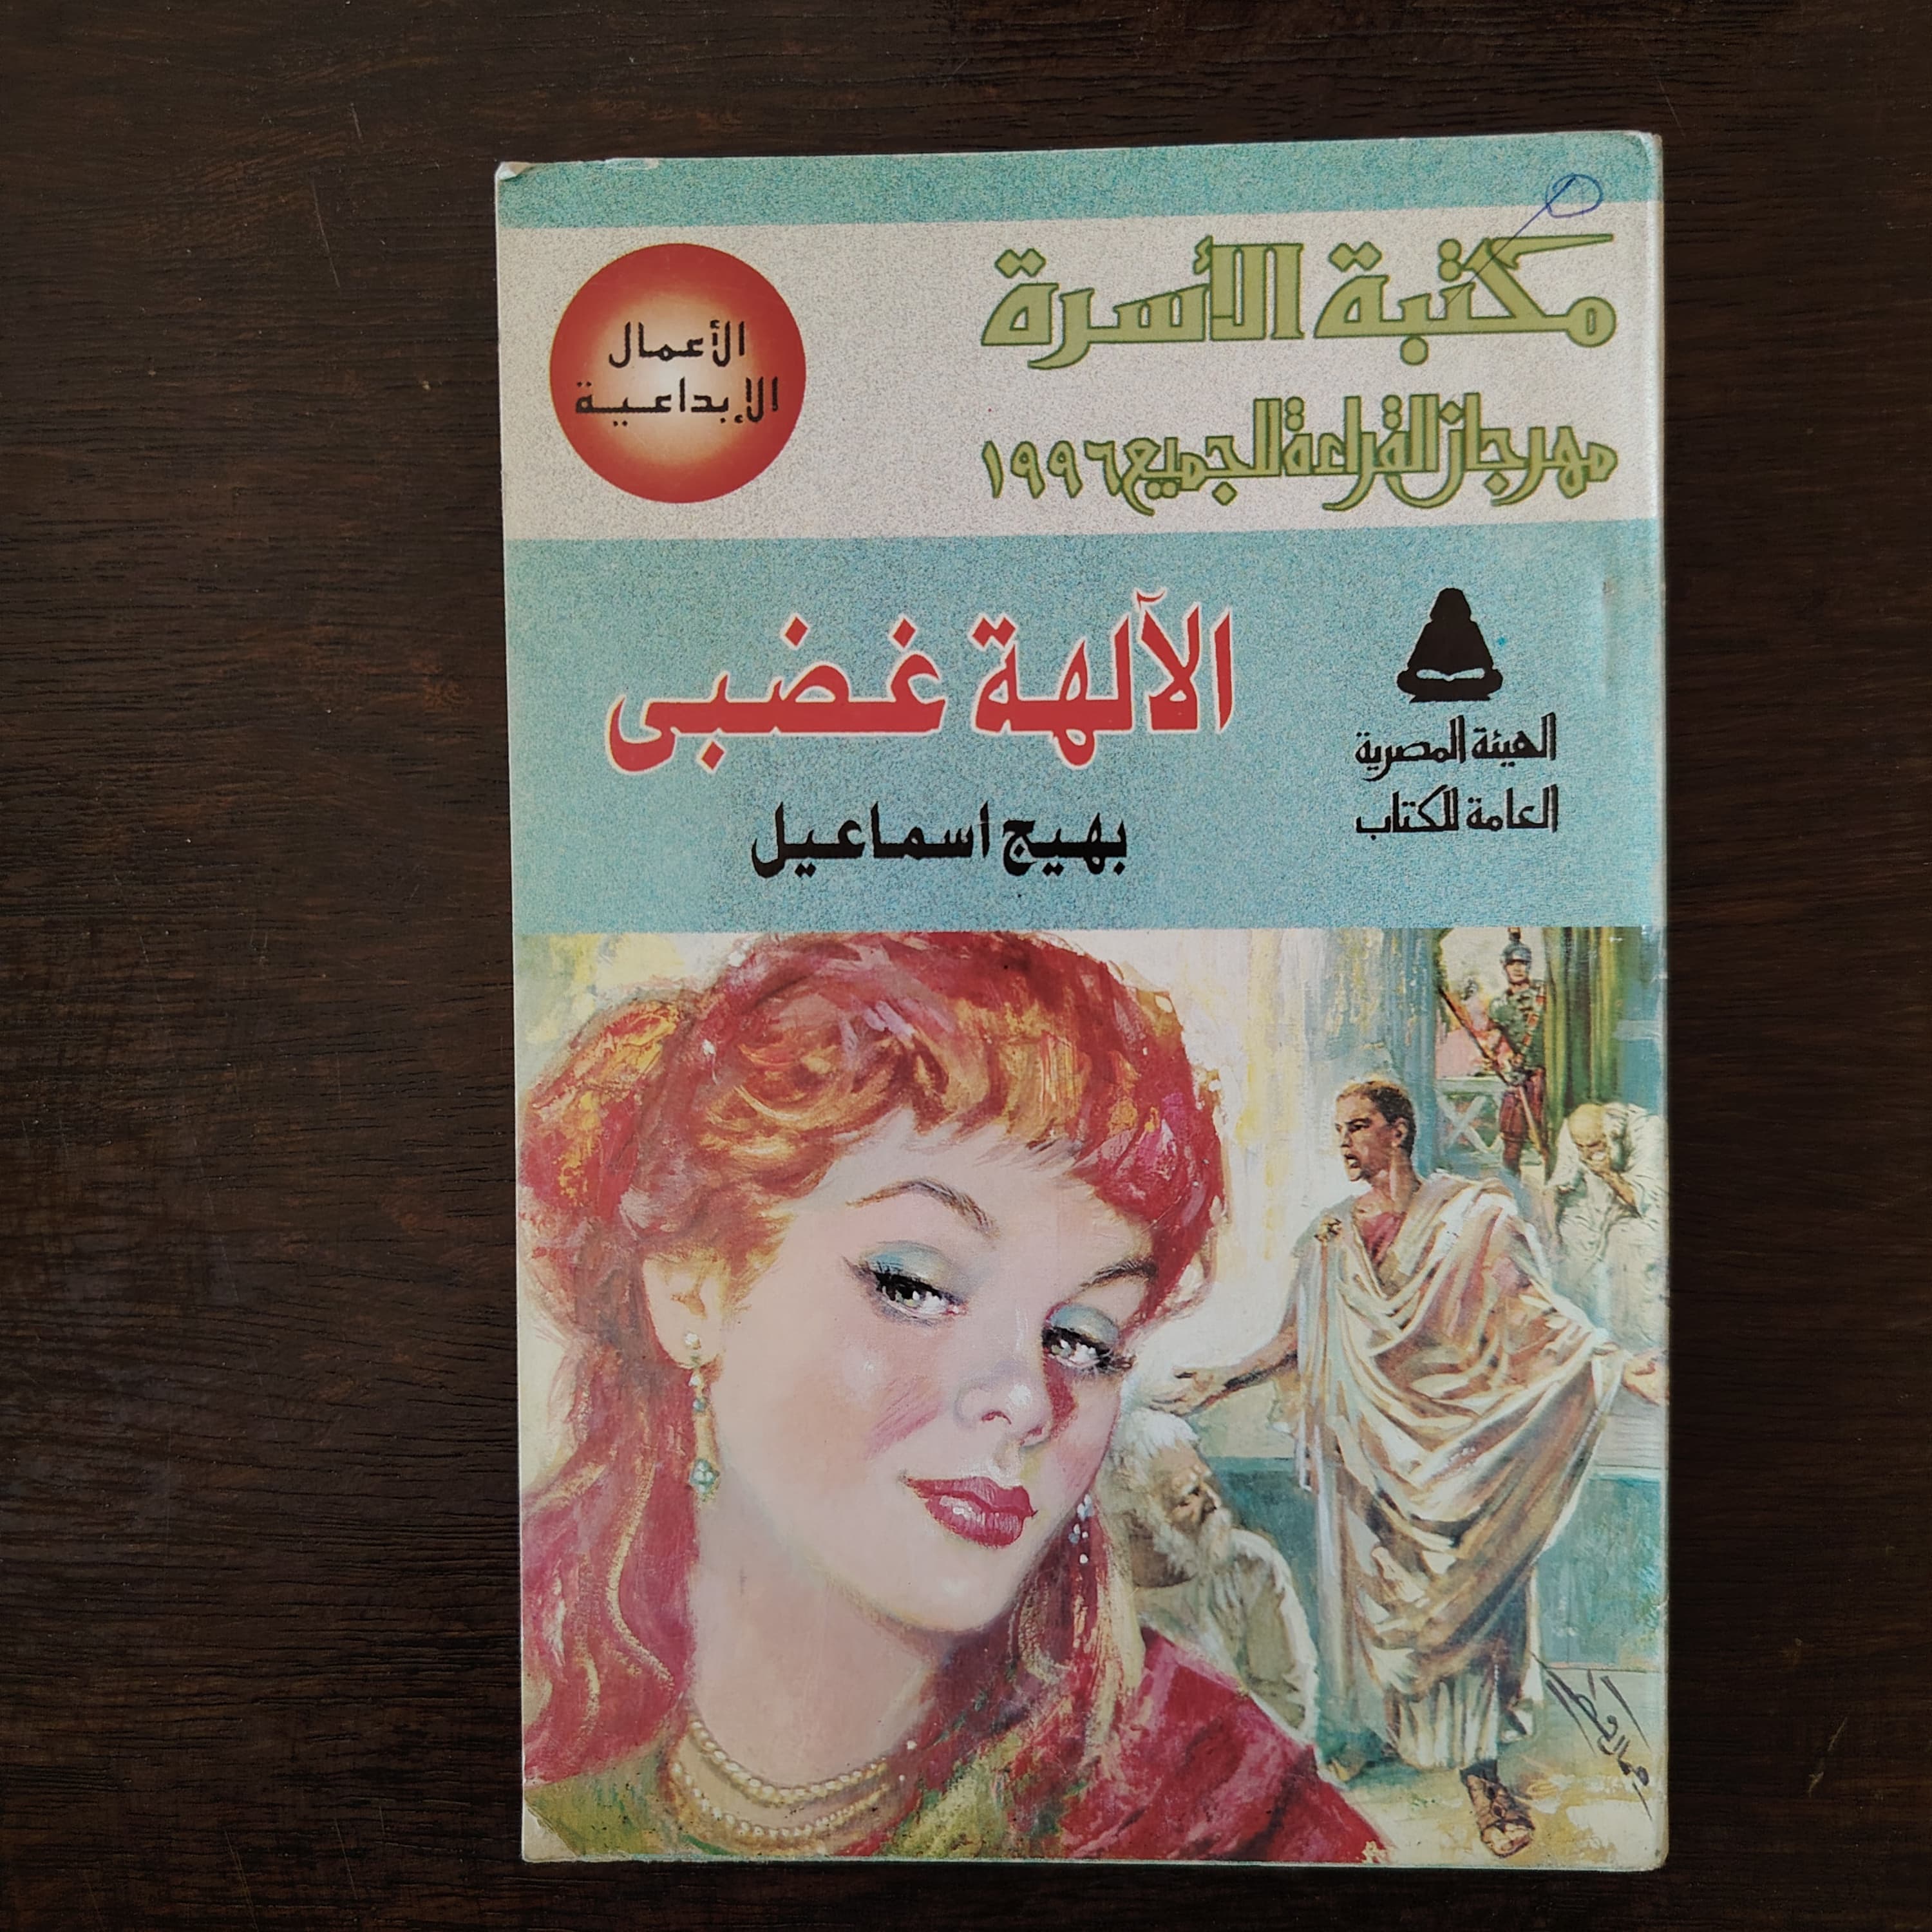 مكتبة الأسرة
مهرجان القراءة للجميع ١٩٩٦
الأعمال
الإبداعية
الآلهة غضبى
بهيج اسماعيل
الهيئة المصرية
العامة للكتاب